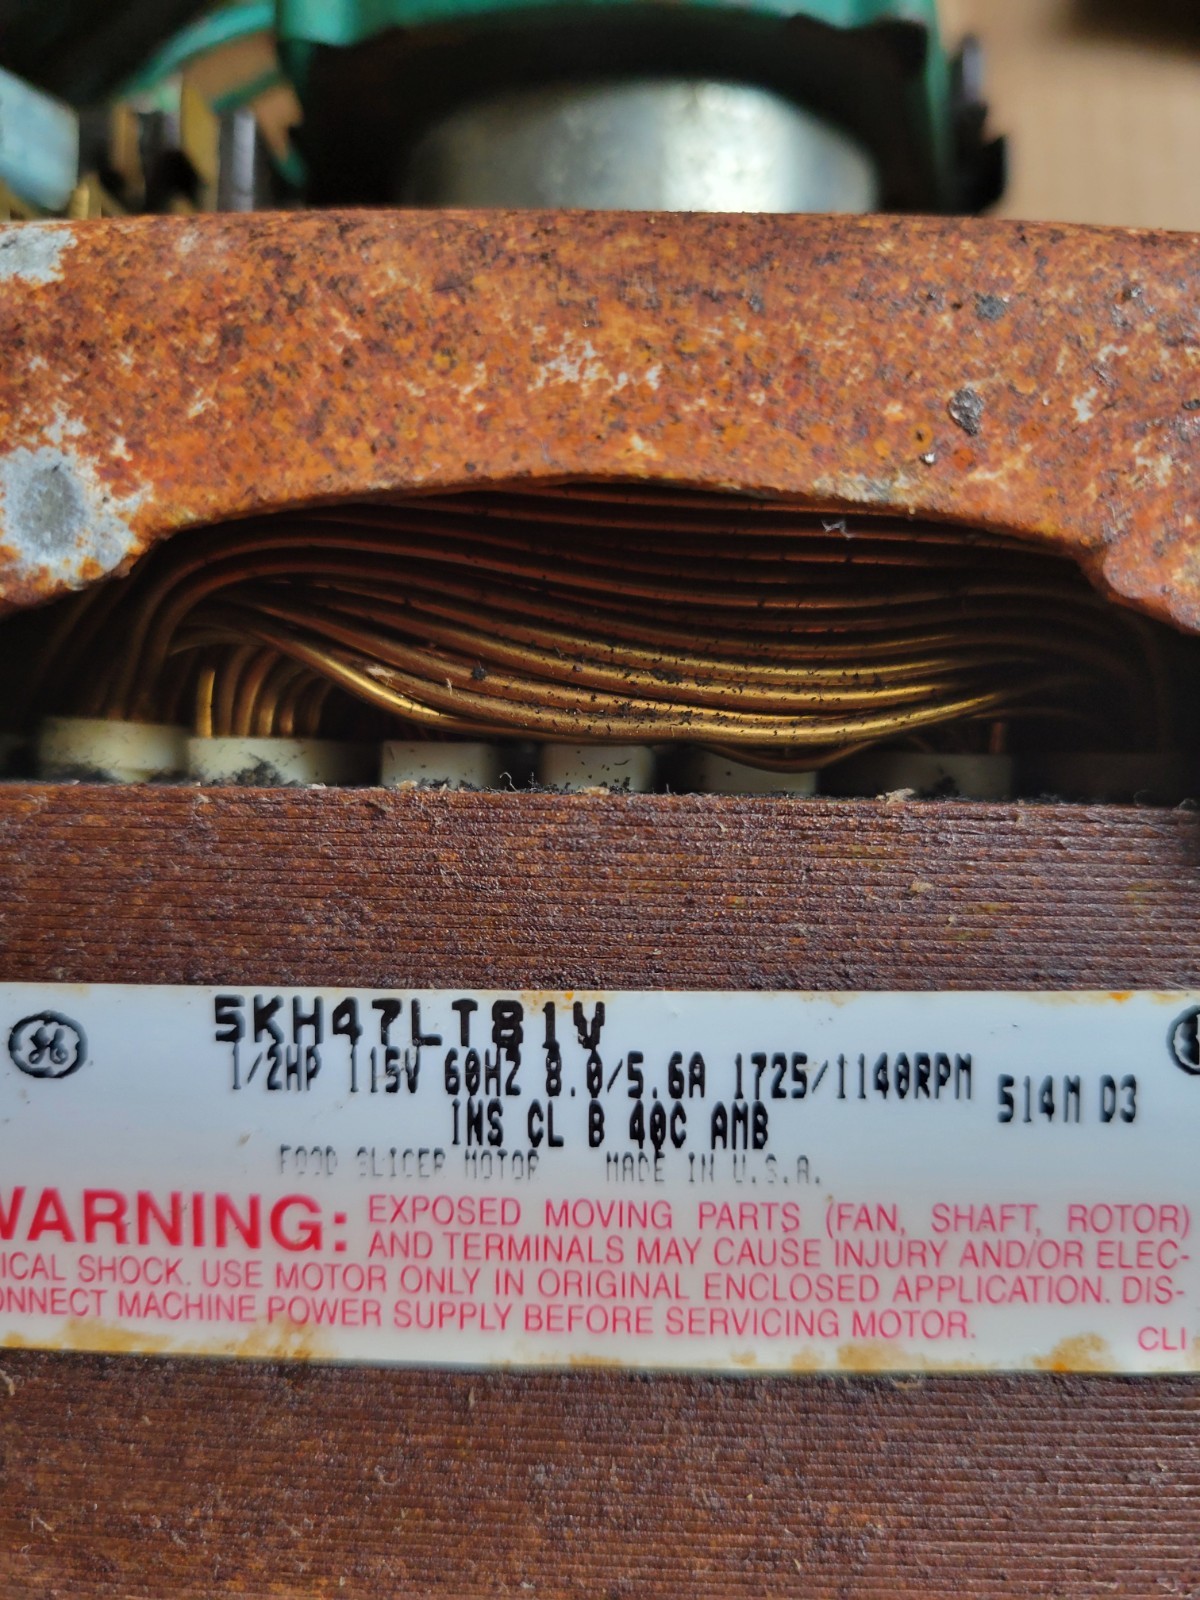 5KH47LT81V
1/2HP 115V 60HZ 8.0/5.6A 1725/1140RPM 514M D3
INS CL B 40C AMB
FOOD SLICER MOTOR MADE IN U.S.A.
WARNING: EXPOSED MOVING PARTS (FAN, SHAFT, ROTOR)
AND TERMINALS MAY CAUSE INJURY AND/OR ELEC-
ICAL SHOCK. USE MOTOR ONLY IN ORIGINAL ENCLOSED APPLICATION. DIS-
ONNECT MACHINE POWER SUPPLY BEFORE SERVICING MOTOR.
CLI